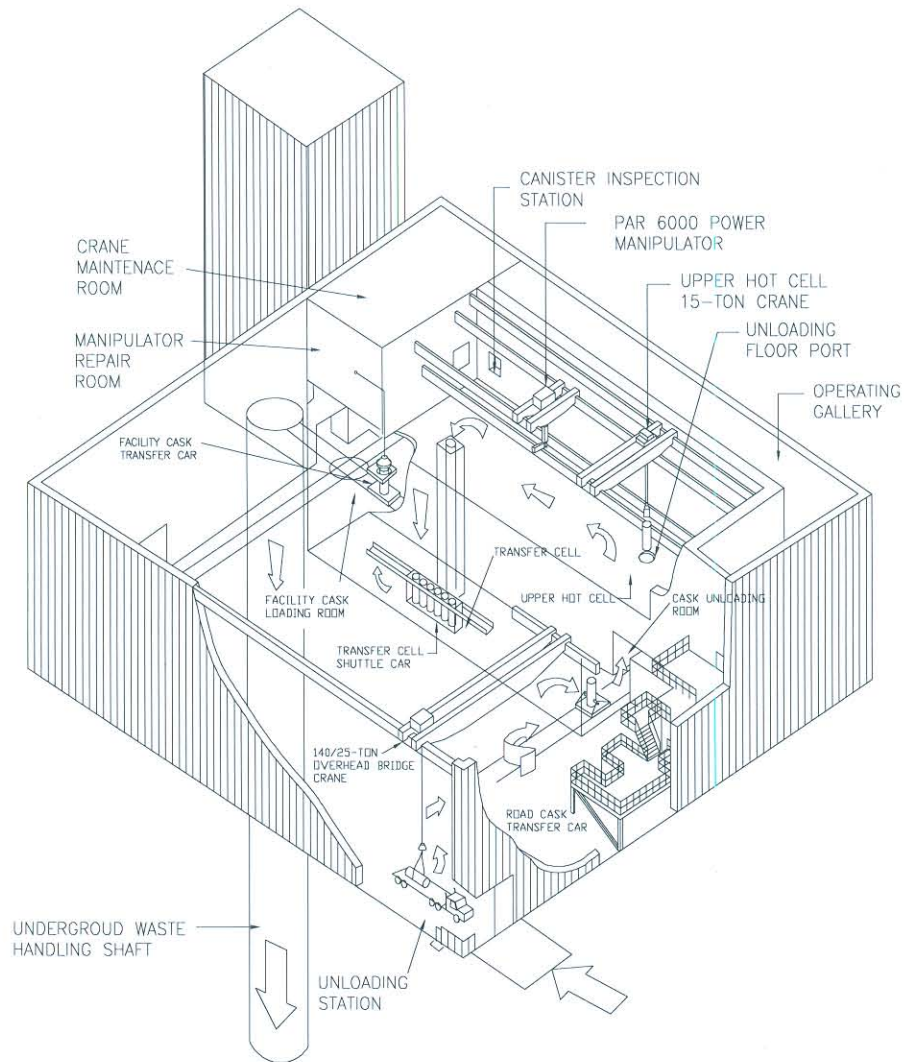 CANISTER INSPECTION
STATION
PAR 6000 POWER
MANIPULATOR
CRANE
MAINTENACE
ROOM
UPPER HOT CELL
15-TON CRANE
UNLOADING
FLOOR PORT
MANIPULATOR
REPAIR
ROOM
OPERATING
GALLERY
FACILITY CASK
TRANSFER CAR
TRANSFER CELL
FACILITY CASK
LOADING ROOM
UPPER HOT CELL
CASK UNLOADING
ROOM
TRANSFER CELL
SHUTTLE CAR
140/25-TON
OVERHEAD BRIDGE
CRANE
ROAD CASK
TRANSFER CAR
UNDERGROUD WASTE
HANDLING SHAFT
UNLOADING
STATION